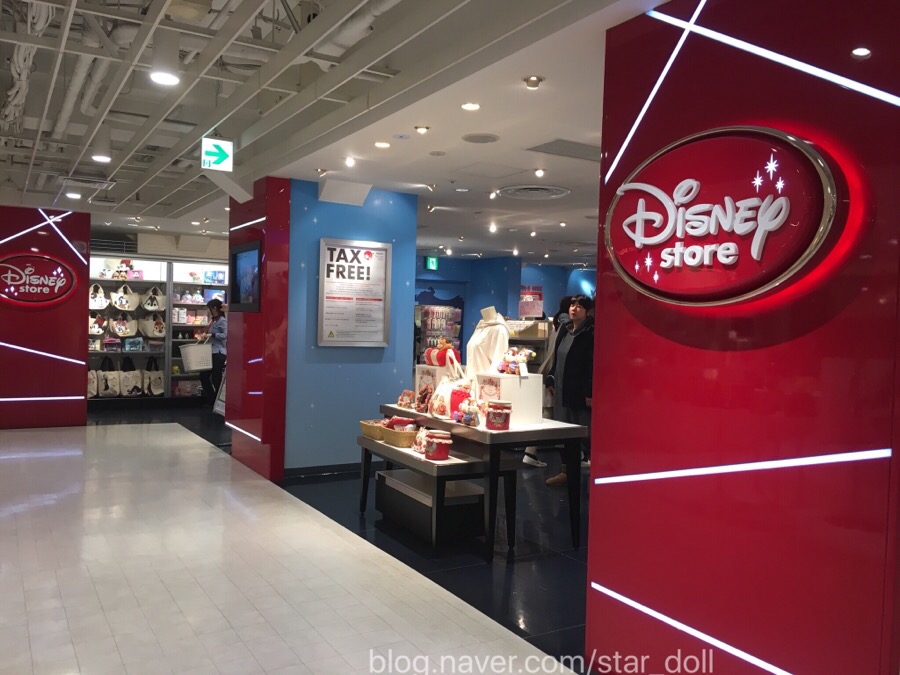 DISNEY
store
TAX
FREE!
DISNEY
store
blog.naver.com/star_doll